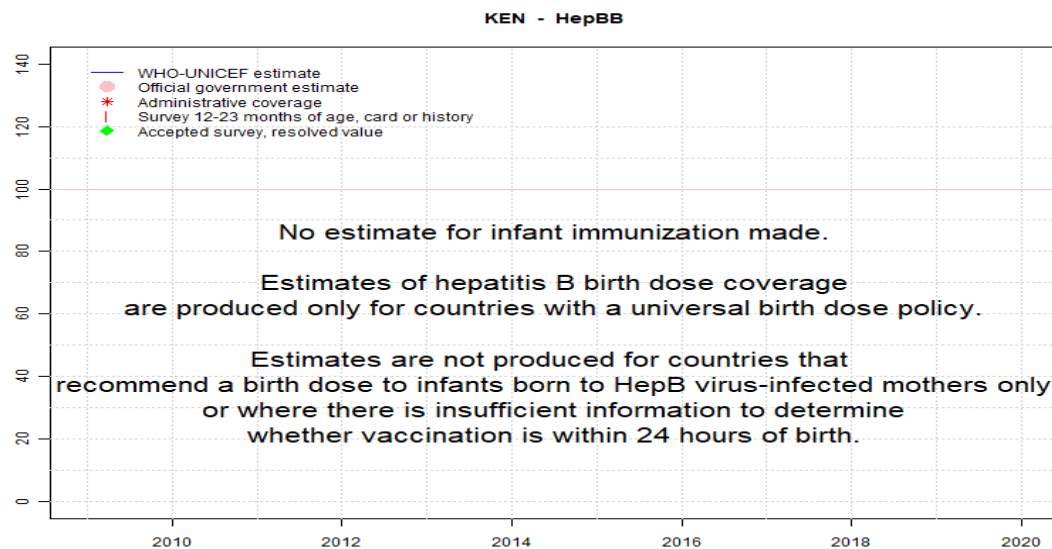 KEN - HepBB
140
120
100
80
60
40
20
0
WHO-UNICEF estimate
Official government estimate
Administrative coverage
Survey 12-23 months of age, card or history
Accepted survey, resolved value
No estimate for infant immunization made.
Estimates of hepatitis B birth dose coverage
are produced only for countries with a universal birth dose policy.
Estimates are not produced for countries that
recommend a birth dose to infants born to HepB virus-infected mothers only
or where there is insufficient information to determine
whether vaccination is within 24 hours of birth.
2010 2012 2014 2016 2018 2020